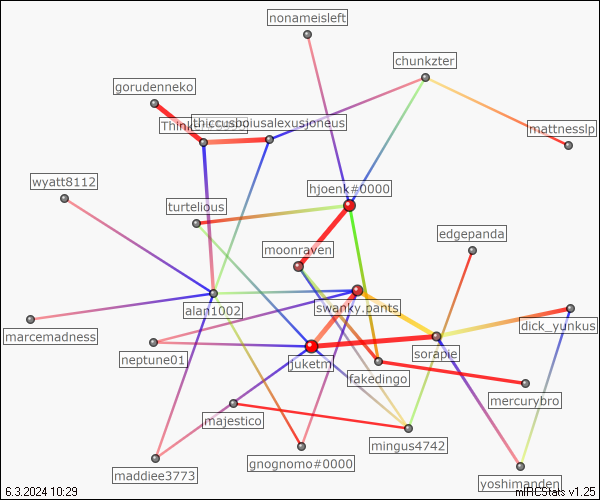 nonameisleft
chunkzter
gorudenneko
thiccusboiusalexusjoneus
mattnesslp
wyatt8112
hjoenk#0000
turtelious
edgepanda
moonraven
swanky.pants
alan1002
dick_yunkus
marcemadness
neptune01
juketm
sorapie
fakedingo
mercurybro
majestico
mingus4742
gnognomo#0000
maddiee3773
yoshimanden
6.3.2024 10:29
mIRCStats v1.25